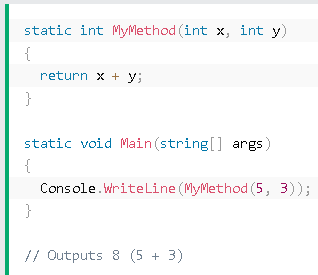 static int MyMethod(int x, int y)
{
  return x + y;
}

static void Main(string[] args)
{
  Console.WriteLine(MyMethod(5, 3));
}

// Outputs 8 (5 + 3)